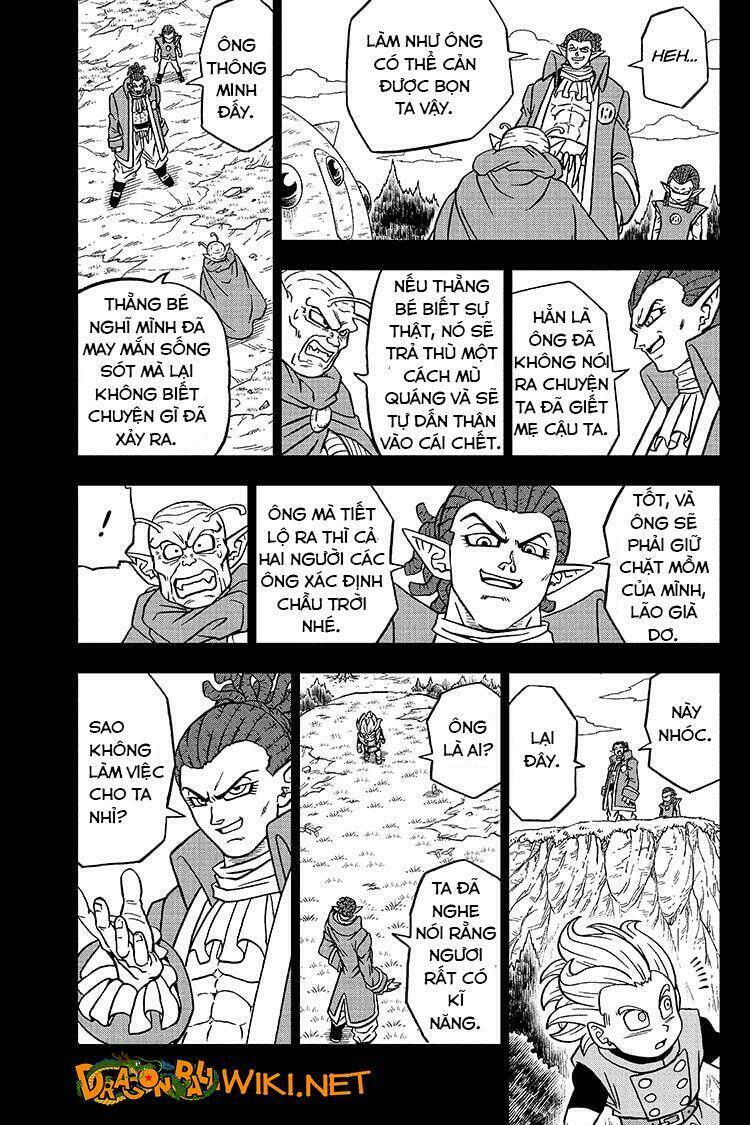 HEH...
LÀM NHƯ ÔNG
CÓ THỂ CẢN
ĐƯỢC BỌN
TA VẬY.
ÔNG
THÔNG
MINH
ĐẤY.
THẰNG BÉ
NGHĨ MÌNH ĐÃ
MAY MẮN SỐNG
SÓT MÀ LẠI
KHÔNG BIẾT
CHUYỆN GÌ ĐÃ
XẢY RA.
HẲN LÀ
ÔNG ĐÃ
KHÔNG NÓI
RA CHUYỆN
TA ĐÃ GIẾT
MẸ CẬU TA.
NẾU THẰNG
BÉ BIẾT SỰ
THẬT, NÓ SẼ
TRẢ THÙ MỘT
CÁCH MÙ
QUÁNG VÀ SẼ
TỰ DẤN THÂN
VÀO CÁI CHẾT.
TỐT, VÀ
ÔNG SẼ
PHẢI GIỮ
CHẶT MỒM
CỦA MÌNH,
LÃO GIÀ
DƠ.
ÔNG MÀ TIẾT
LỘ RA THÌ CẢ
HAI NGƯỜI CÁC
ÔNG XÁC ĐỊNH
CHẦU TRỜI
NHÉ.
!
NÀY
NHÓC.
LẠI
ĐÂY.
ÔNG
LÀ AI?
TA ĐÃ
NGHE
NÓI RẰNG
NGƯƠI
RẤT CÓ
KĨ
NĂNG.
SAO
KHÔNG
LÀM VIỆC
CHO TA
NHỈ?
DRAGON BALL WIKI.NET